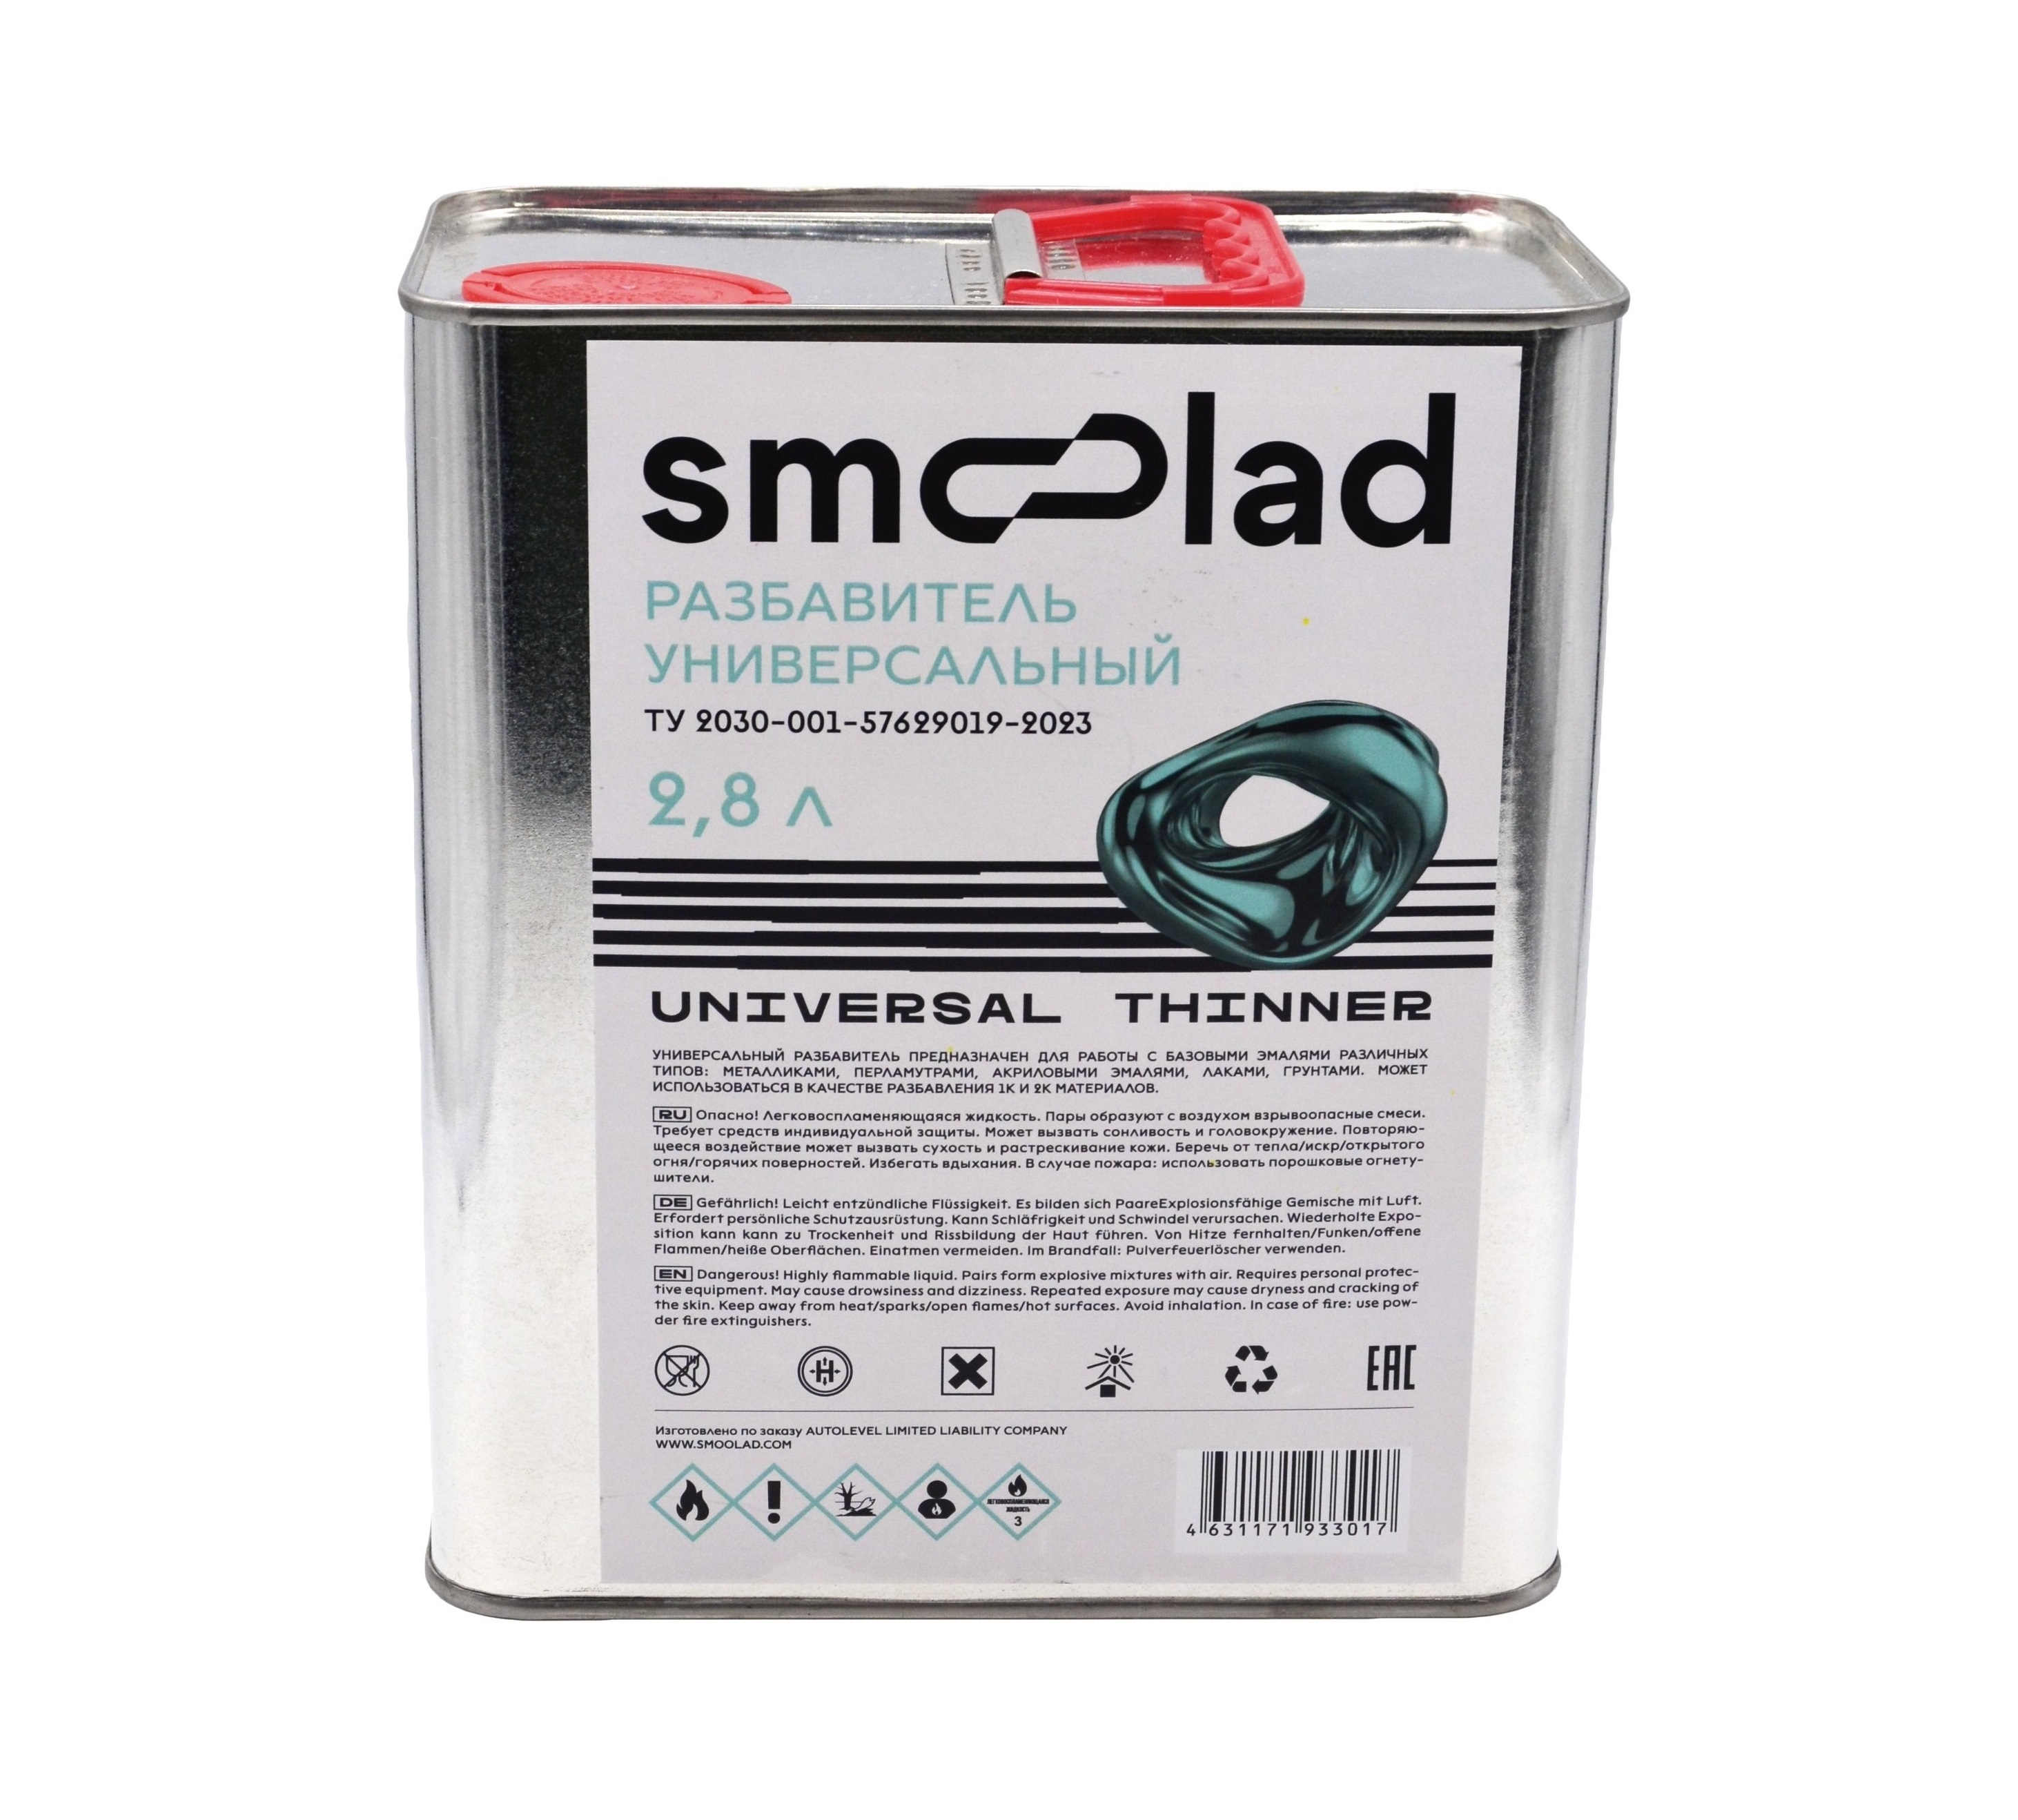 smoolad
РАЗБАВИТЕЛЬ
УНИВЕРСАЛЬНЫЙ
ТУ 2030-001-57629019-2023
2,8 л
UNIVERSAL THINNER
УНИВЕРСАЛЬНЫЙ РАЗБАВИТЕЛЬ ПРЕДНАЗНАЧЕН ДЛЯ РАБОТЫ С БАЗОВЫМИ ЭМАЛЯМИ РАЗЛИЧНЫХ
ТИПОВ: МЕТАЛЛИКАМИ, ПЕРЛАМУТРАМИ, АКРИЛОВЫМИ ЭМАЛЯМИ, ЛАКАМИ, ГРУНТАМИ. МОЖЕТ
ИСПОЛЬЗОВАТЬСЯ В КАЧЕСТВЕ РАЗБАВЛЕНИЯ 1К И 2К МАТЕРИАЛОВ.
RU Опасно! Легковоспламеняющаяся жидкость. Пары образуют с воздухом взрывоопасные смеси.
Требует средств индивидуальной защиты. Может вызвать сонливость и головокружение. Повторяю-
щееся воздействие может вызвать сухость и растрескивание кожи. Беречь от тепла/искр/открытого
огня/горячих поверхностей. Избегать вдыхания. В случае пожара: использовать порошковые огнету-
шители.
DE Gefährlich! Leicht entzündliche Flüssigkeit. Es bilden sich PaareExplosionsfähige Gemische mit Luft.
Erfordert persönliche Schutzausrüstung. Kann Schläfrigkeit und Schwindel verursachen. Wiederholte Expo-
sition kann kann zu Trockenheit und Rissbildung der Haut führen. Von Hitze fernhalten/Funken/offene
Flammen/heiße Oberflächen. Einatmen vermeiden. Im Brandfall: Pulverfeuerlöscher verwenden.
EN Dangerous! Highly flammable liquid. Pairs form explosive mixtures with air. Requires personal protec-
tive equipment. May cause drowsiness and dizziness. Repeated exposure may cause dryness and cracking of
the skin. Keep away from heat/sparks/open flames/hot surfaces. Avoid inhalation. In case of fire: use pow-
der fire extinguishers.
H
EAC
Изготовлено по заказу AUTOLEVEL LIMITED LIABILITY COMPANY
WWW.SMOOLAD.COM
ЛЕГКОВОСПЛАМЕНЯЮЩАЯСЯ
ЖИДКОСТЬ
3
4 631171 933017